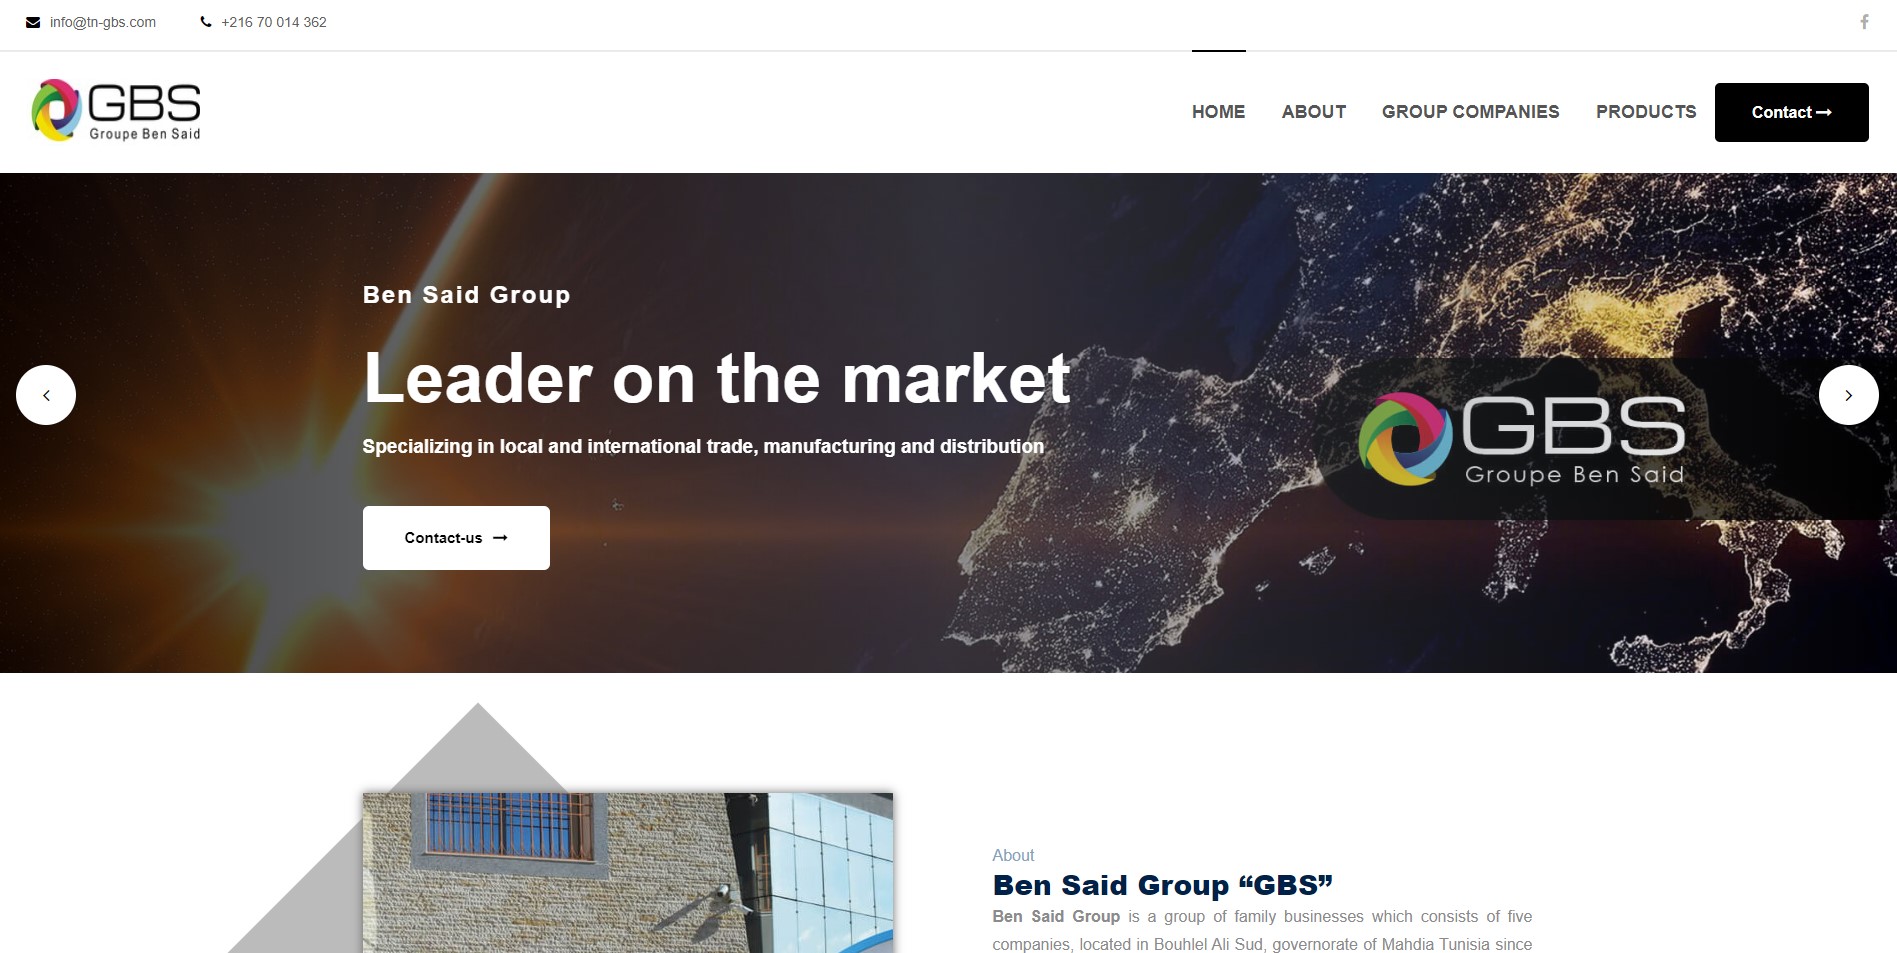 info@tn-gbs.com
+216 70 014 362
GBS
Groupe Ben Said
HOME
ABOUT
GROUP COMPANIES
PRODUCTS
Contact
Ben Said Group
Leader on the market
Specializing in local and international trade, manufacturing and distribution
Contact-us
GBS
Groupe Ben Said
About
Ben Said Group “GBS”
Ben Said Group is a group of family businesses which consists of five
companies, located in Bouhlel Ali Sud, governorate of Mahdia Tunisia since